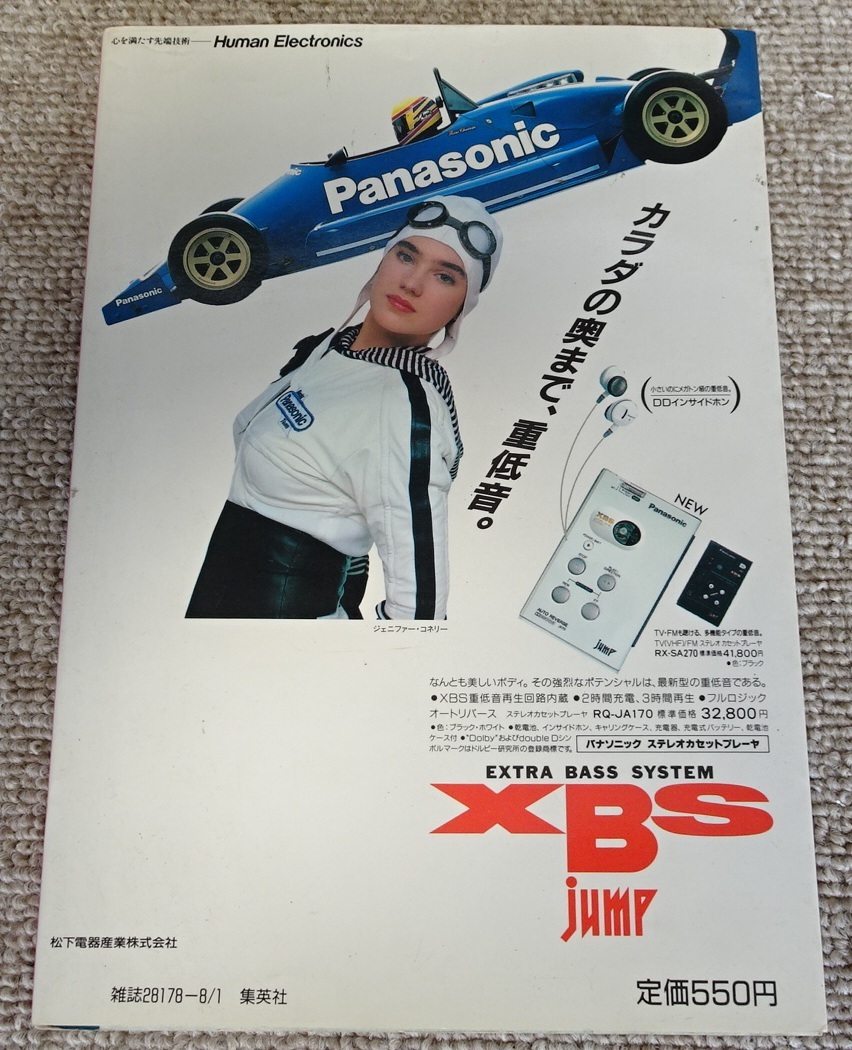 心を満たす先端技術── Human Electronics
Panasonic
Panasonic
カラダの奥まで、重低音。
小さいのにメガトン級の重低音。
DDインサイドホン
Panasonic
NEW
Panasonic
XBS
AUTO REVERSE
jump
ジェニファー・コネリー
TV・FMも聴ける、多機能タイプの重低音。
TV(VHF)/FM ステレオカセットプレーヤ
RX-SA270 標準価格41,800円
●色:ブラック
なんとも美しいボディ。その強烈なポテンシャルは、最新型の重低音である。
●XBS重低音再生回路内蔵 ●2時間充電、3時間再生 ●フルロジック
オートリバース ステレオカセットプレーヤ RQ-JA170 標準価格 32,800円
●色:ブラック・ホワイト ●乾電池、インサイドホン、キャリングケース、充電器、充電式バッテリー、乾電池
ケース付 ●"Dolby"およびdouble Dシン
ボルマークはドルビー研究所の登録商標です。
パナソニック ステレオカセットプレーヤ
EXTRA BASS SYSTEM
XBS
jump
松下電器産業株式会社
雑誌28178-8/1 集英社
定価550円